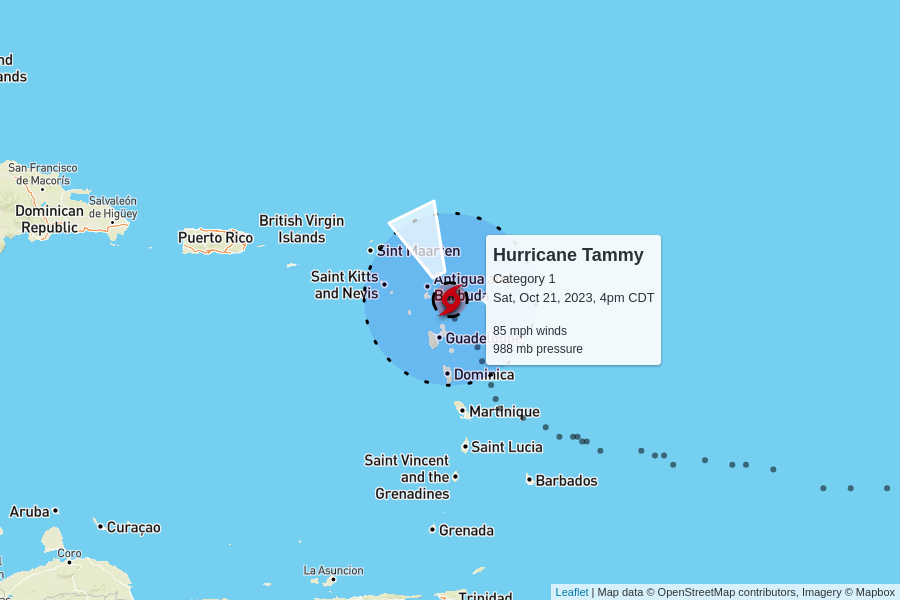 nd
ands
San Francisco
de Macorís
Salvaleón
de Higüey
Dominican
Republic
Puerto Rico
British Virgin
Islands
Sint Maarten
Saint Kitts
and Nevis
Antigua
Barbuda
Hurricane Tammy
Category 1
Sat, Oct 21, 2023, 4pm CDT
85 mph winds
988 mb pressure
Guadeloupe
Dominica
Martinique
Saint Lucia
Saint Vincent
and the
Grenadines
Barbados
Aruba
Curaçao
Grenada
Coro
La Asuncion
Trinidad
Leaflet | Map data © OpenStreetMap contributors, Imagery © Mapbox